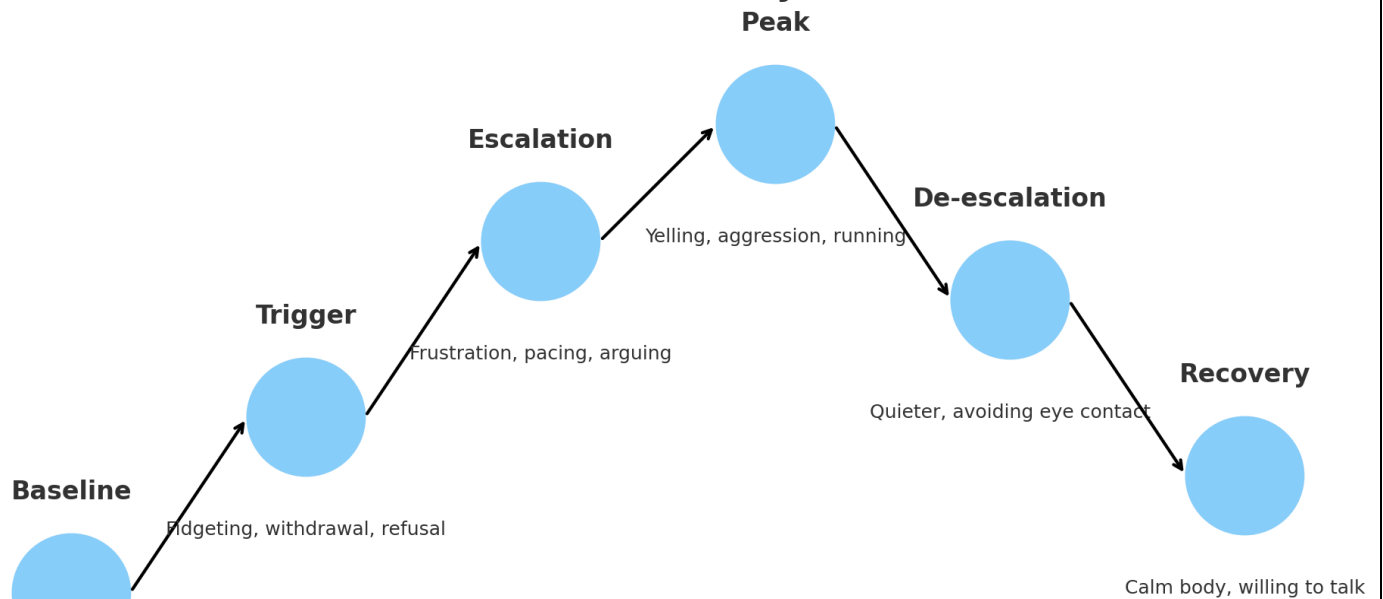 Peak
Escalation
De-escalation
Yelling, aggression, running
Trigger
Frustration, pacing, arguing
Recovery
Quieter, avoiding eye contact
Baseline
Fidgeting, withdrawal, refusal
Calm body, willing to talk